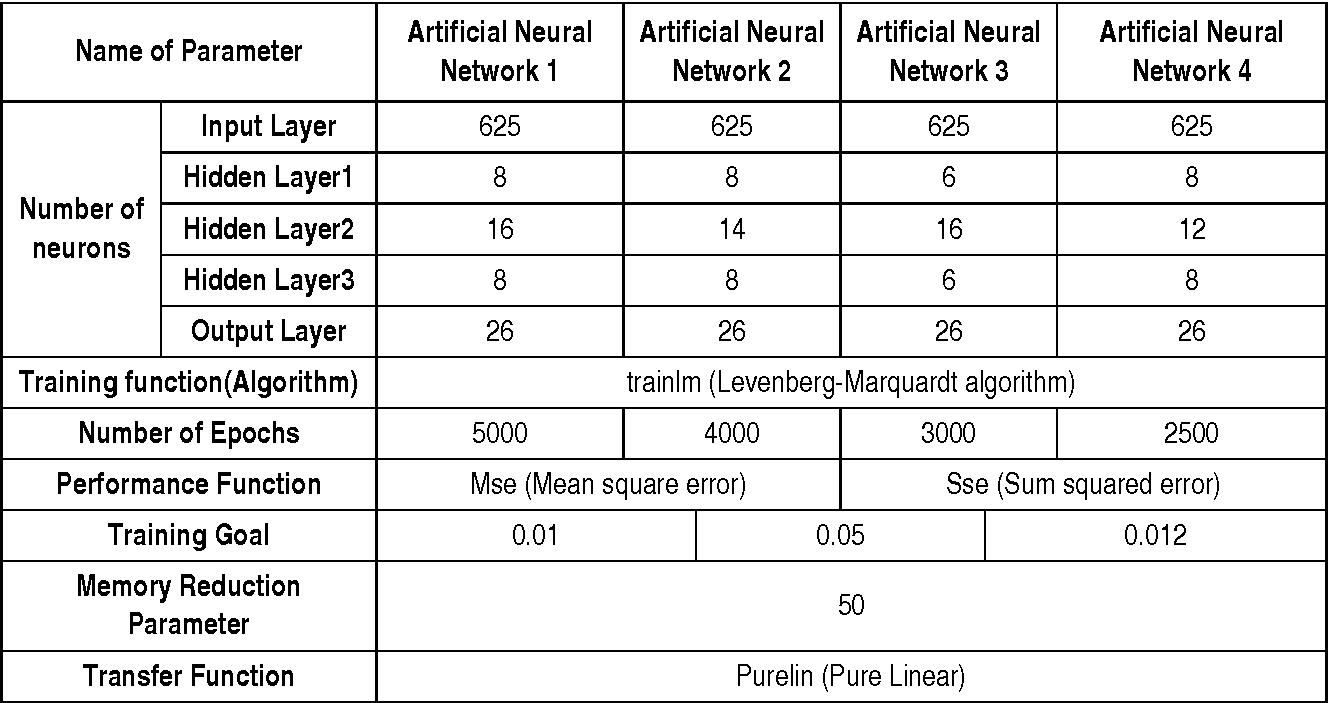 Name of Parameter
Artificial Neural
Network 1
Artificial Neural
Network 2
Artificial Neural
Network 3
Artificial Neural
Network 4
Number of
neurons
Input Layer 625 625 625 625
Hidden Layer1 8 8 6 8
Hidden Layer2 16 14 16 12
Hidden Layer3 8 8 6 8
Output Layer 26 26 26 26
Training function(Algorithm) trainlm (Levenberg-Marquardt algorithm)
Number of Epochs 5000 4000 3000 2500
Performance Function Mse (Mean square error) Sse (Sum squared error)
Training Goal 0.01 0.05 0.012
Memory Reduction
Parameter
50
Transfer Function Purelin (Pure Linear)